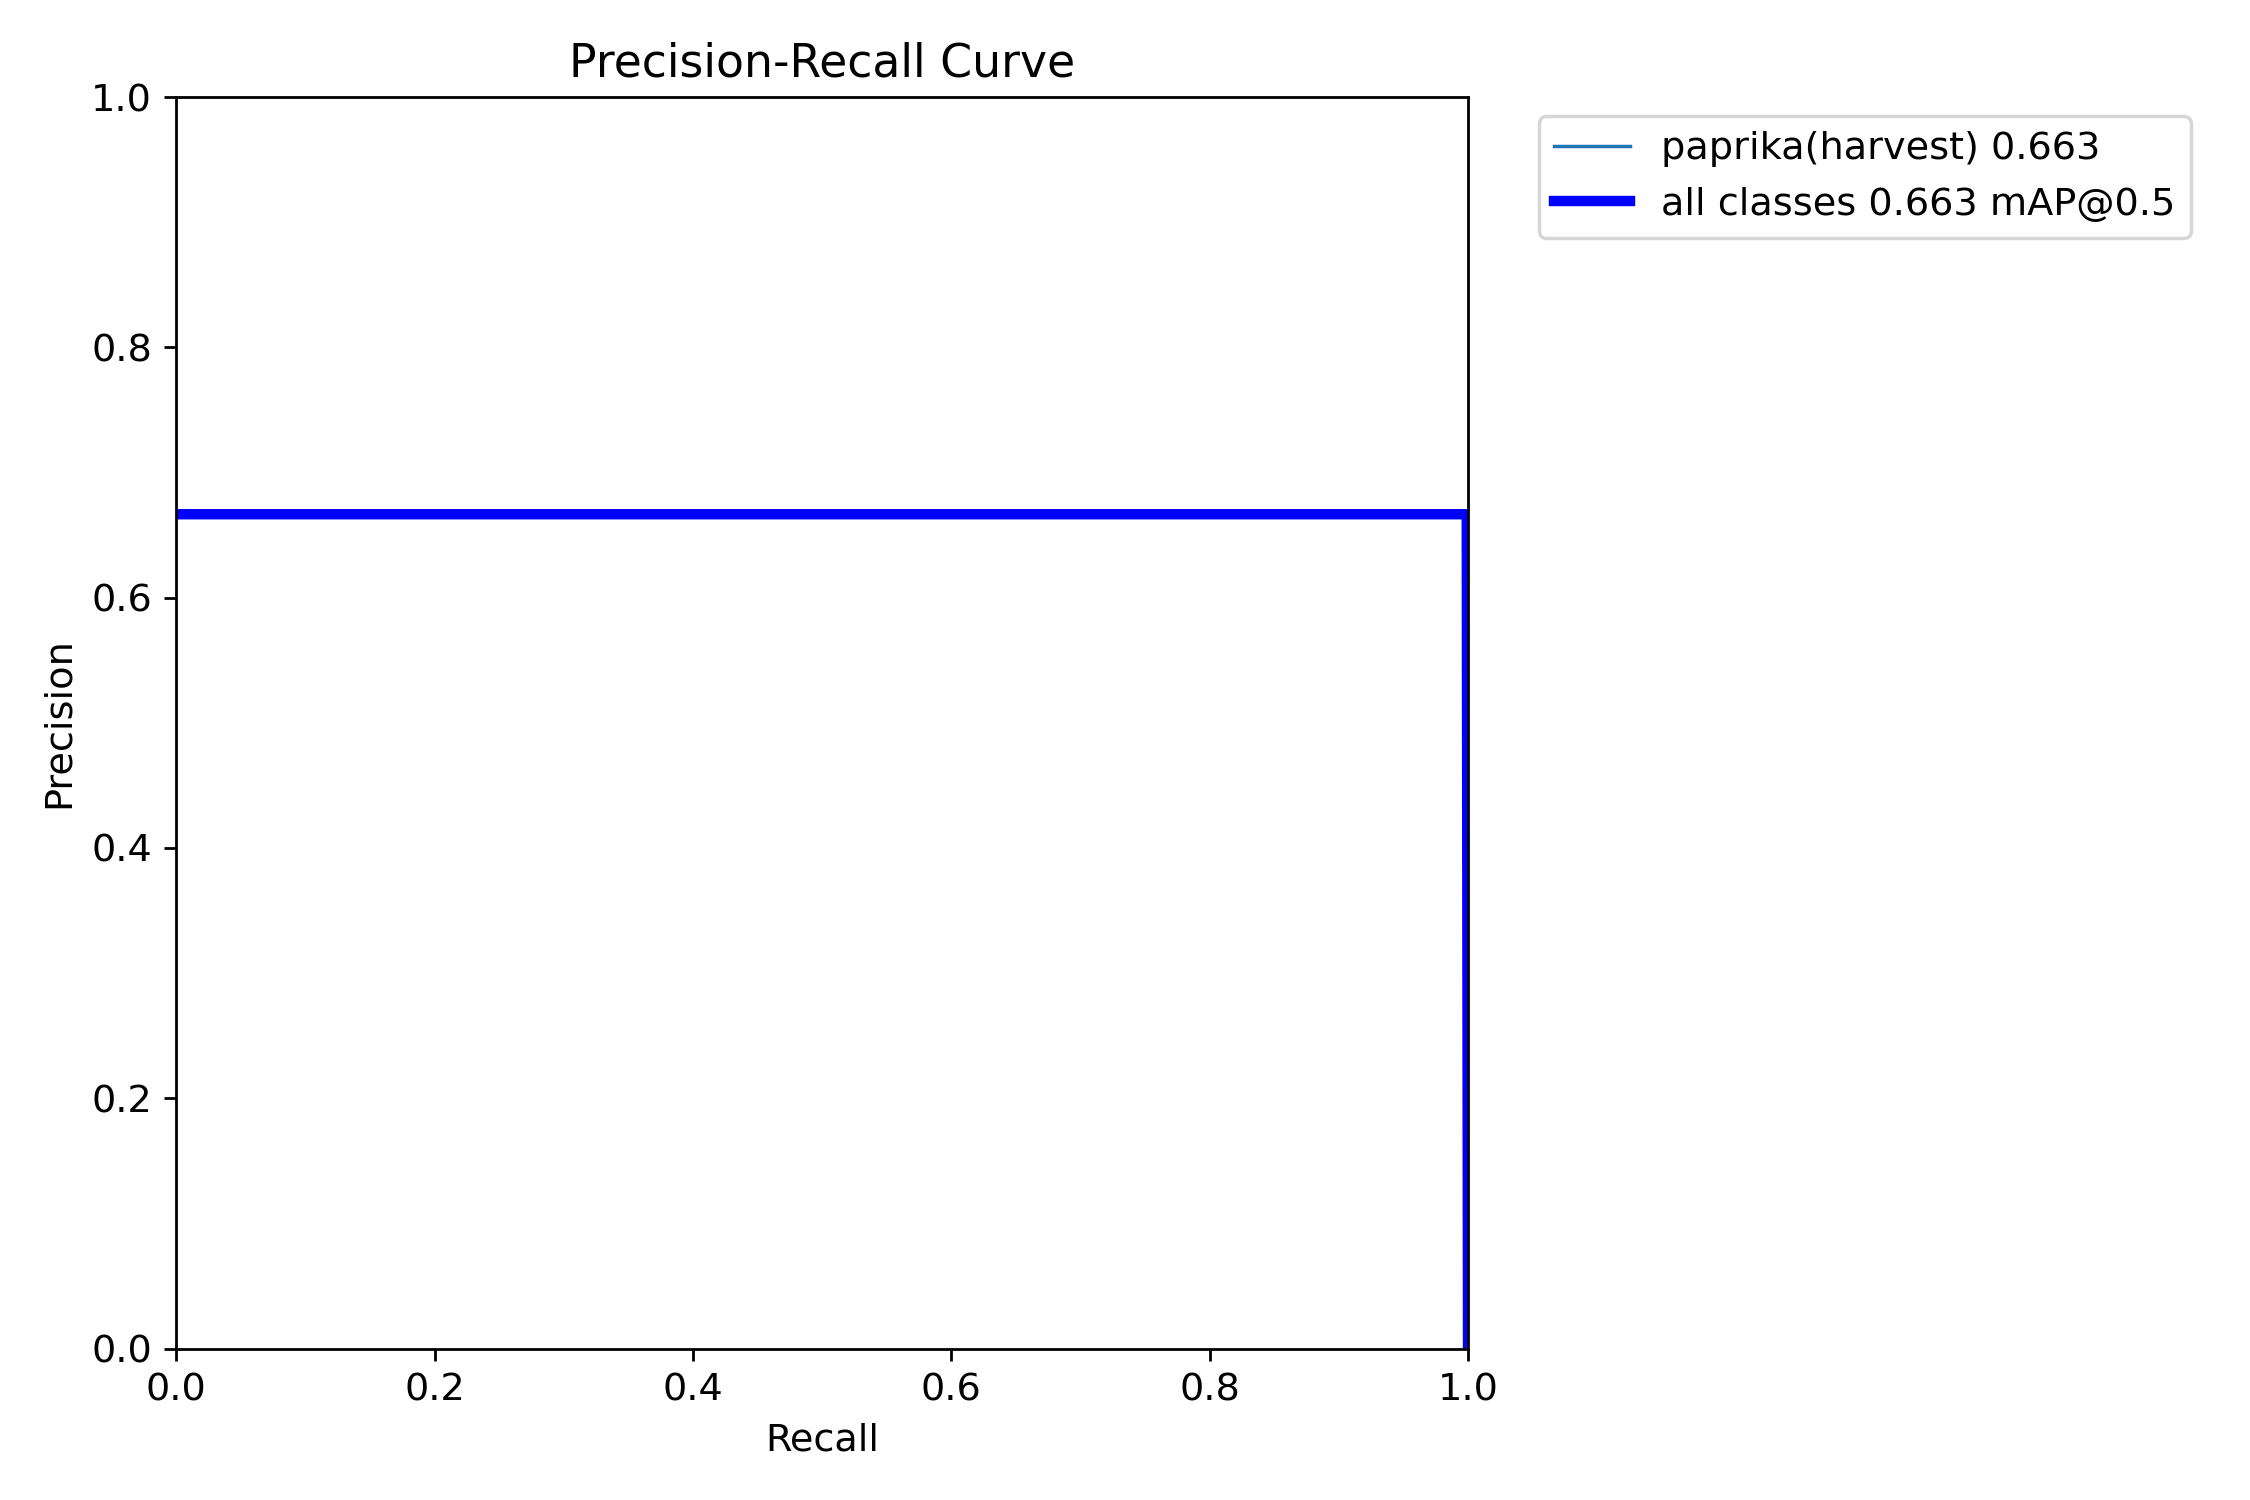 Precision-Recall Curve
1.0
0.8
0.6
0.4
0.2
0.0
Precision
0.0 0.2 0.4 0.6 0.8 1.0
Recall
paprika(harvest) 0.663
all classes 0.663 mAP@0.5